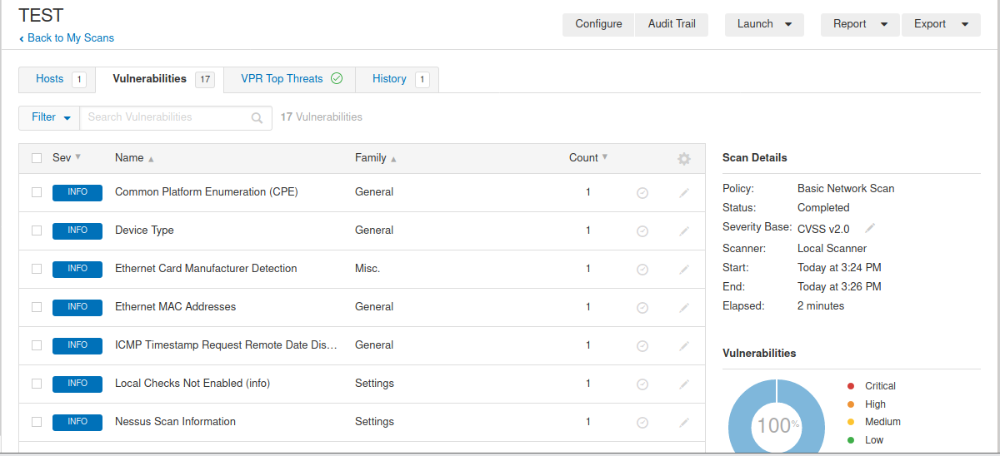 TEST
‹ Back to My Scans
Configure Audit Trail Launch Report Export
Hosts 1 Vulnerabilities 17 VPR Top Threats History 1
Filter Search Vulnerabilities 17 Vulnerabilities
Sev Name Family Count
INFO Common Platform Enumeration (CPE) General 1
INFO Device Type General 1
INFO Ethernet Card Manufacturer Detection Misc. 1
INFO Ethernet MAC Addresses General 1
INFO ICMP Timestamp Request Remote Date Dis... General 1
INFO Local Checks Not Enabled (info) Settings 1
INFO Nessus Scan Information Settings 1
Scan Details
Policy: Basic Network Scan
Status: Completed
Severity Base: CVSS v2.0
Scanner: Local Scanner
Start: Today at 3:24 PM
End: Today at 3:26 PM
Elapsed: 2 minutes
Vulnerabilities
100%
Critical
High
Medium
Low